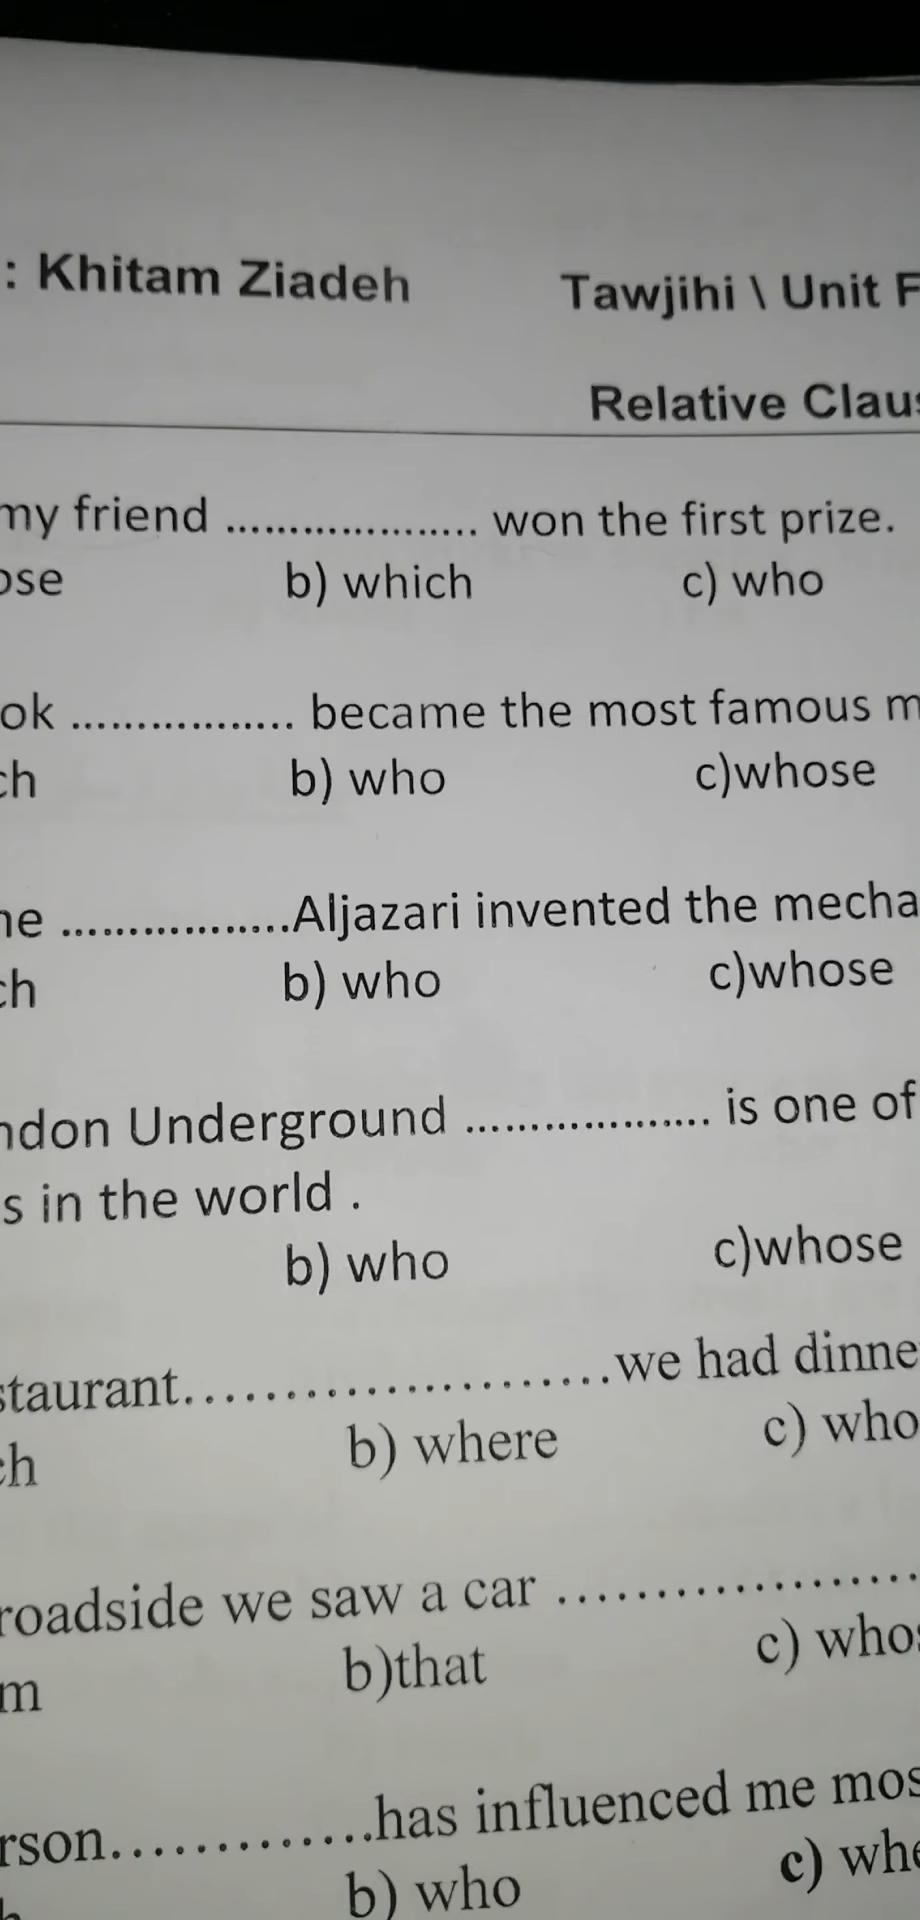 : Khitam Ziadeh Tawjihi \ Unit F
Relative Claus
my friend .................... won the first prize.
ose b) which c) who
ok ................. became the most famous m
ch b) who c)whose
ne .................Aljazari invented the mecha
ch b) who c)whose
ndon Underground ................... is one of
s in the world .
b) who c)whose
staurant......................we had dinne
ch b) where c) who
roadside we saw a car ...................
m b)that c) whos
rson.............has influenced me mos
h b) who c) whe